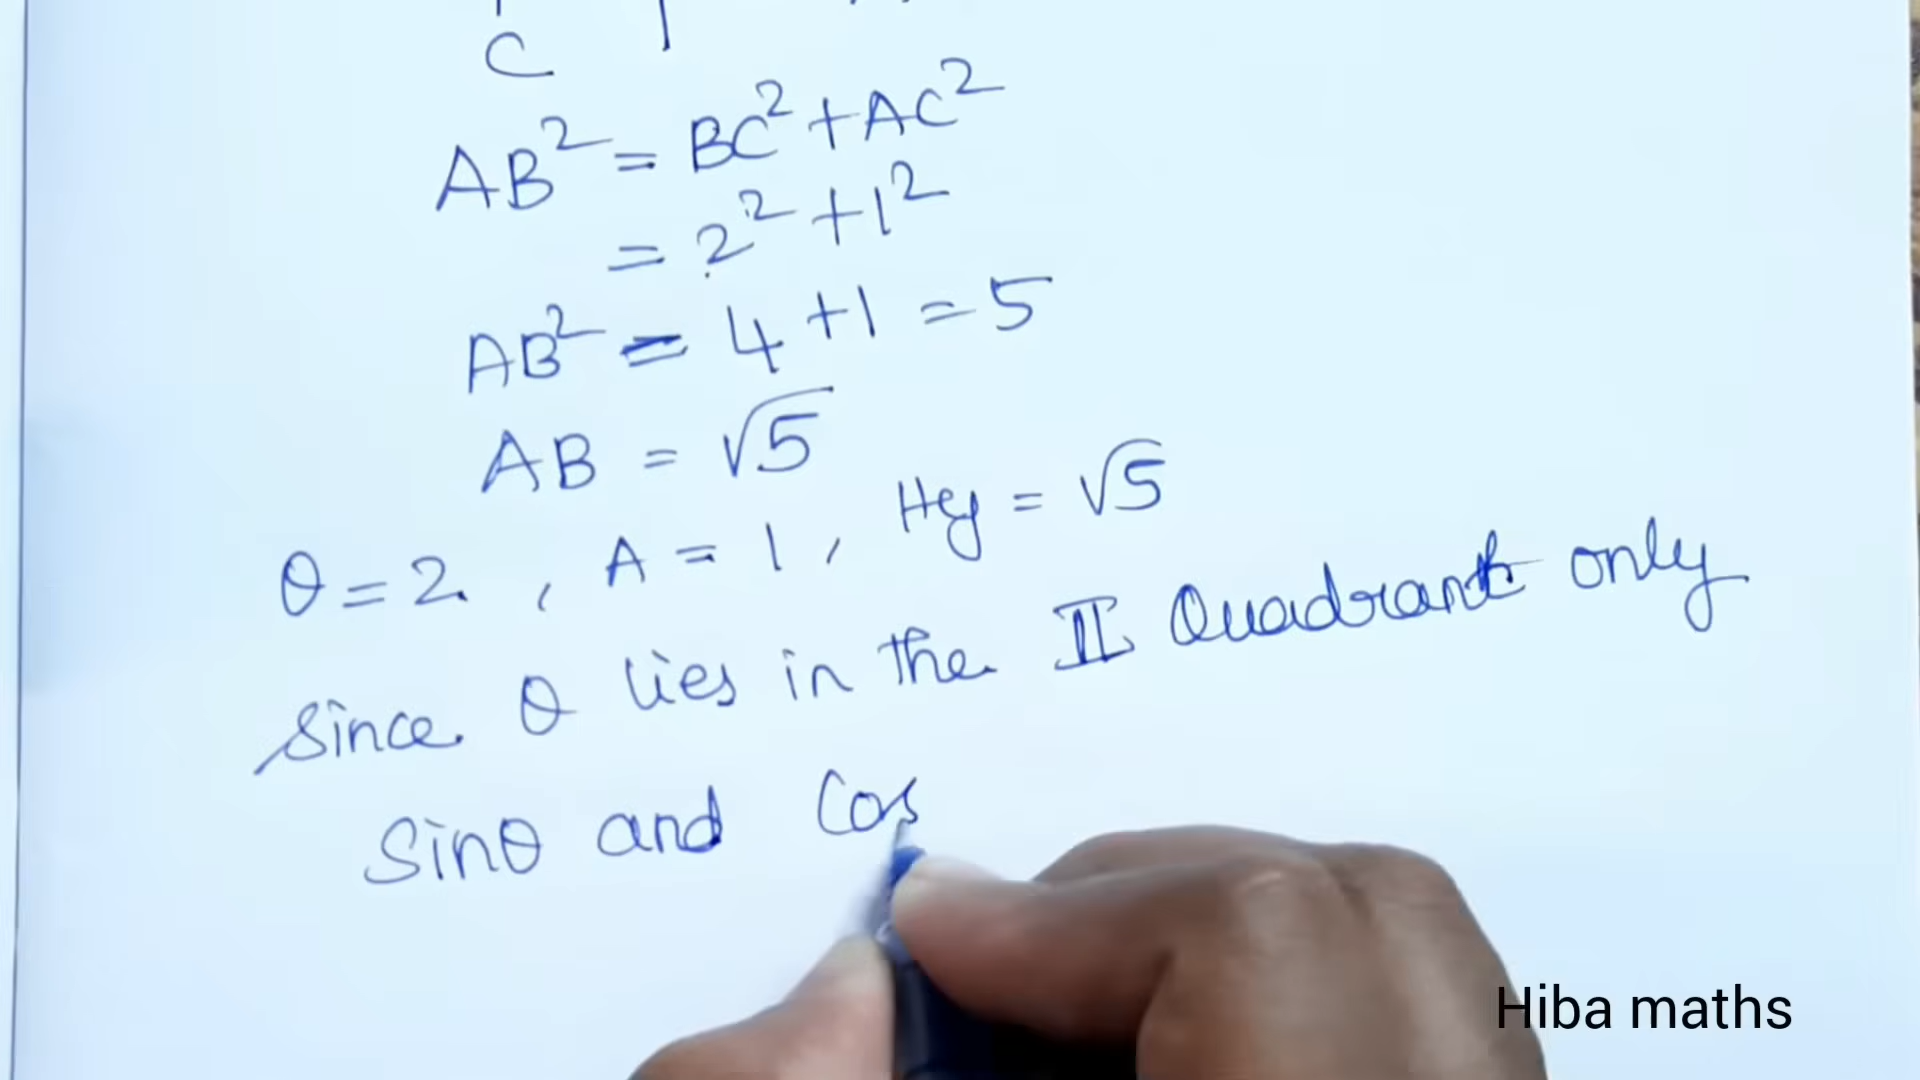 C
AB² = BC² + AC²
= 2² + 1²
AB² = 4 + 1 = 5
AB = √5
θ = 2, A = 1, Hy = √5
Since θ lies in the II Quadrant only
Sinθ and Cos
Hiba maths